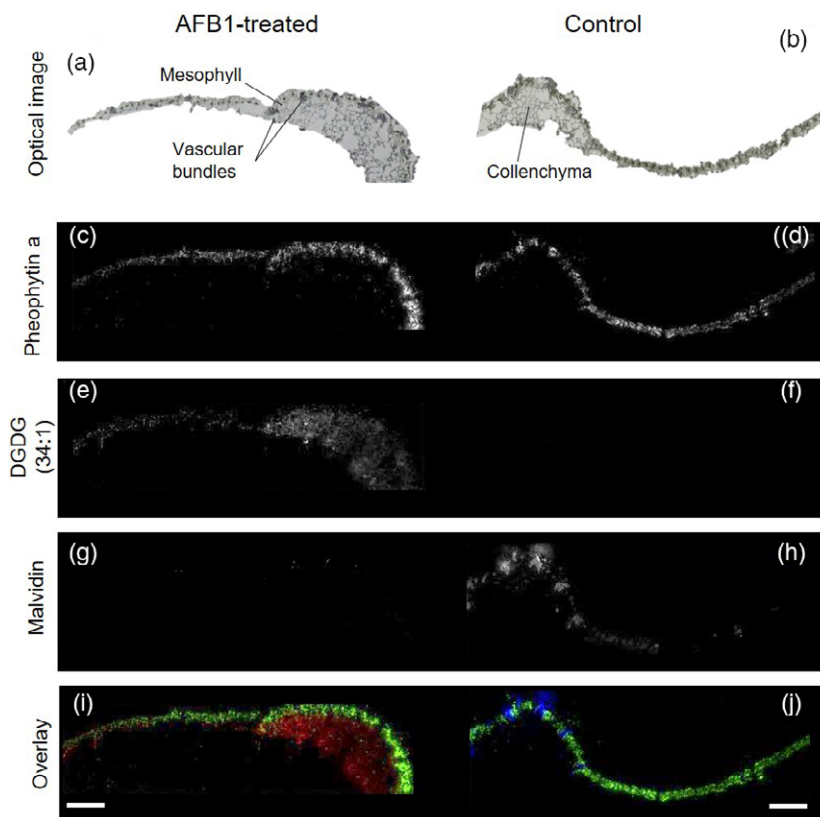 AFB1-treated
Control
Optical image
(a)
(b)
Mesophyll
Vascular
bundles
Collenchyma
Pheophytin a
(c)
((d)
DGDG
(34:1)
(e)
(f)
Malvidin
(g)
(h)
Overlay
(i)
(j)